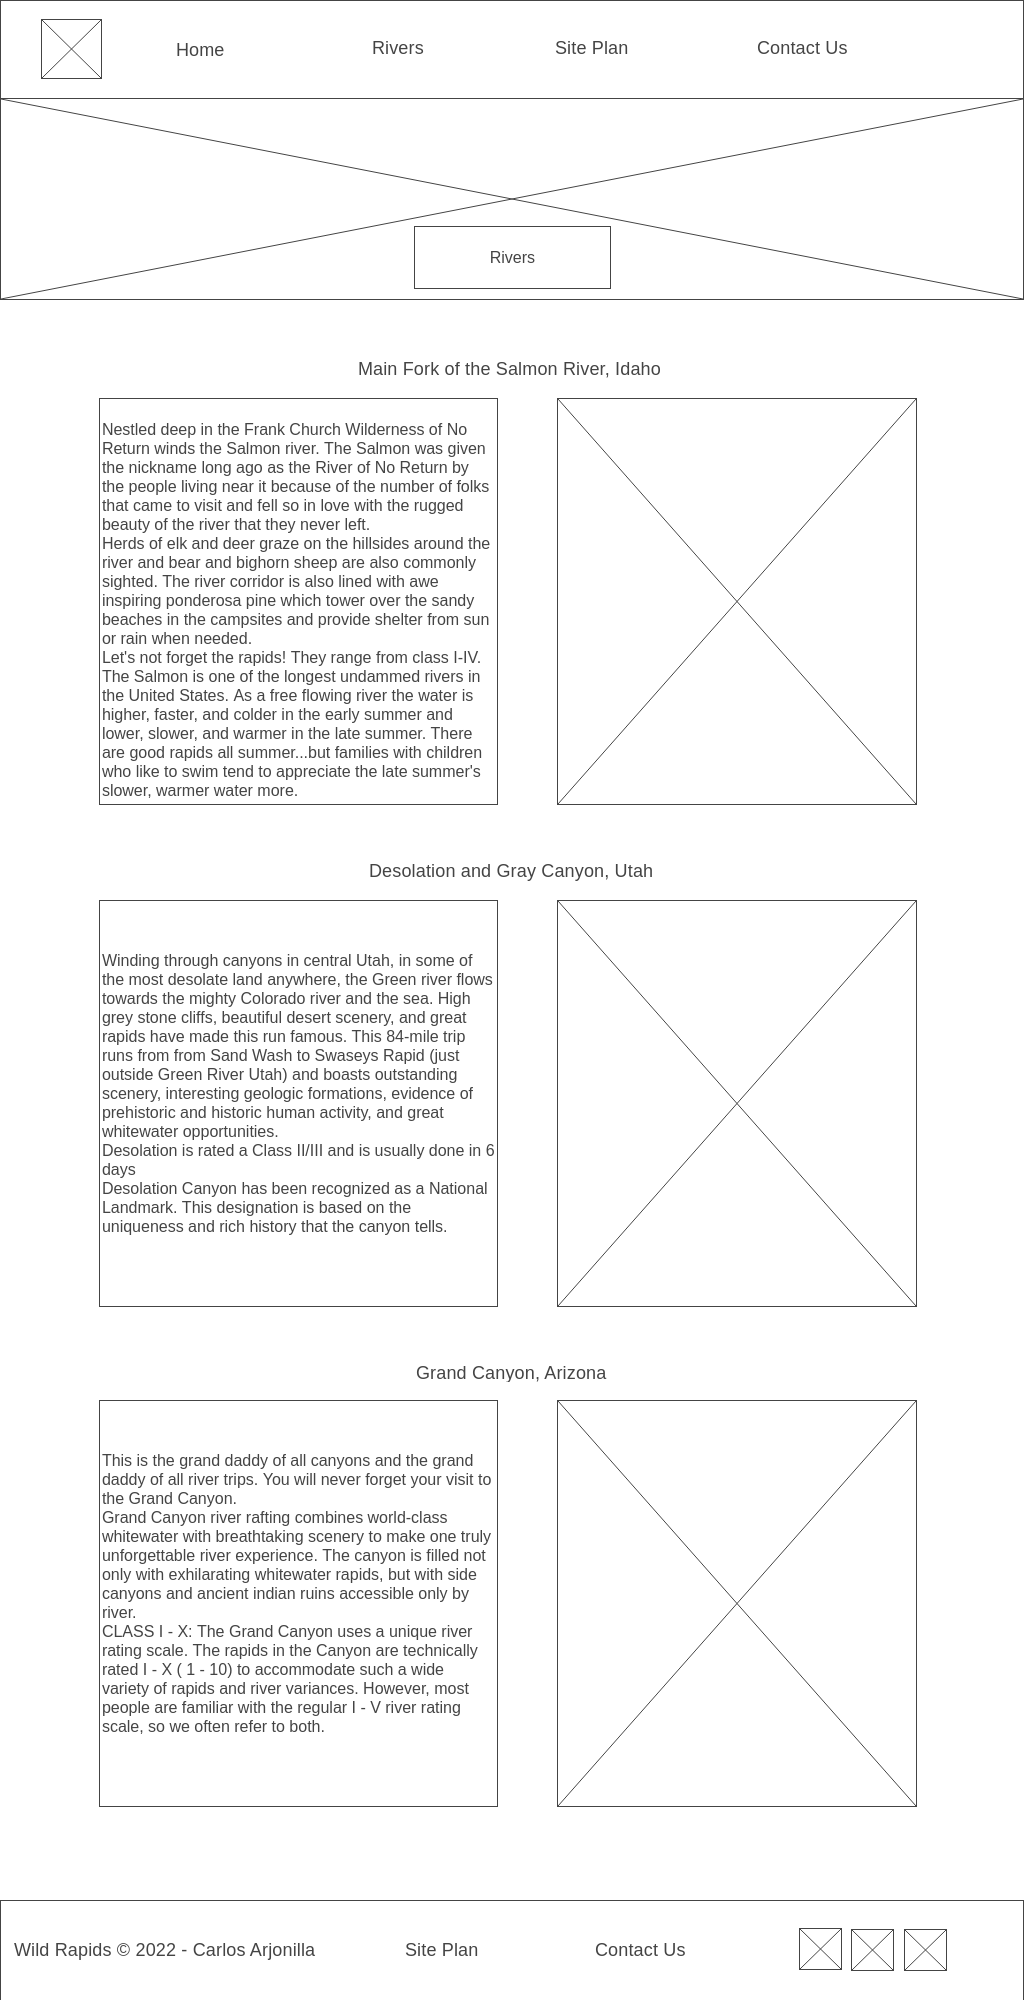 Home
Rivers
Site Plan
Contact Us
Rivers
Main Fork of the Salmon River, Idaho
Nestled deep in the Frank Church Wilderness of No
Return winds the Salmon river. The Salmon was given
the nickname long ago as the River of No Return by
the people living near it because of the number of folks
that came to visit and fell so in love with the rugged
beauty of the river that they never left.
Herds of elk and deer graze on the hillsides around the
river and bear and bighorn sheep are also commonly
sighted. The river corridor is also lined with awe
inspiring ponderosa pine which tower over the sandy
beaches in the campsites and provide shelter from sun
or rain when needed.
Let's not forget the rapids! They range from class I-IV.
The Salmon is one of the longest undammed rivers in
the United States. As a free flowing river the water is
higher, faster, and colder in the early summer and
lower, slower, and warmer in the late summer. There
are good rapids all summer...but families with children
who like to swim tend to appreciate the late summer's
slower, warmer water more.
Desolation and Gray Canyon, Utah
Winding through canyons in central Utah, in some of
the most desolate land anywhere, the Green river flows
towards the mighty Colorado river and the sea. High
grey stone cliffs, beautiful desert scenery, and great
rapids have made this run famous. This 84-mile trip
runs from from Sand Wash to Swaseys Rapid (just
outside Green River Utah) and boasts outstanding
scenery, interesting geologic formations, evidence of
prehistoric and historic human activity, and great
whitewater opportunities.
Desolation is rated a Class II/III and is usually done in 6
days
Desolation Canyon has been recognized as a National
Landmark. This designation is based on the
uniqueness and rich history that the canyon tells.
Grand Canyon, Arizona
This is the grand daddy of all canyons and the grand
daddy of all river trips. You will never forget your visit to
the Grand Canyon.
Grand Canyon river rafting combines world-class
whitewater with breathtaking scenery to make one truly
unforgettable river experience. The canyon is filled not
only with exhilarating whitewater rapids, but with side
canyons and ancient indian ruins accessible only by
river.
CLASS I - X: The Grand Canyon uses a unique river
rating scale. The rapids in the Canyon are technically
rated I - X ( 1 - 10) to accommodate such a wide
variety of rapids and river variances. However, most
people are familiar with the regular I - V river rating
scale, so we often refer to both.
Wild Rapids © 2022 - Carlos Arjonilla
Site Plan
Contact Us